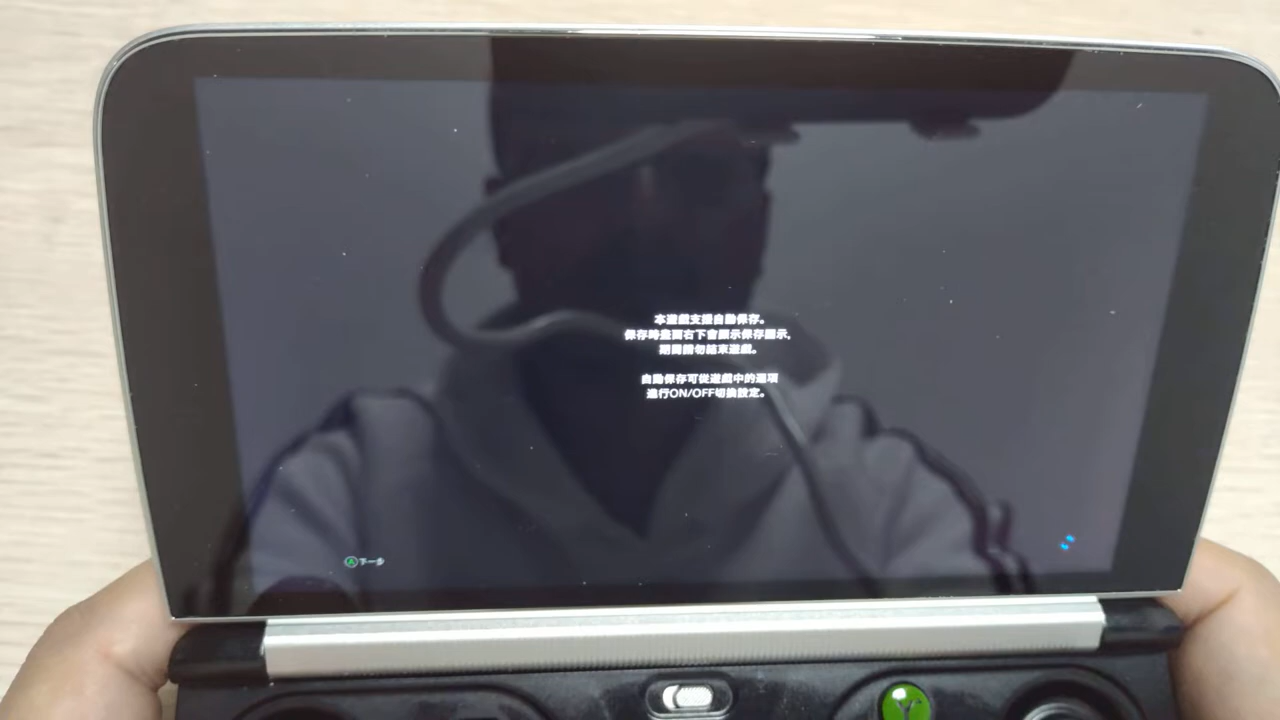 本遊戲支援自動保存。
保存時畫面右下會顯示保存圖示,
期間請勿結束遊戲。
自動保存可從遊戲中的選項
進行ON/OFF切換設定。
A下一步
Y